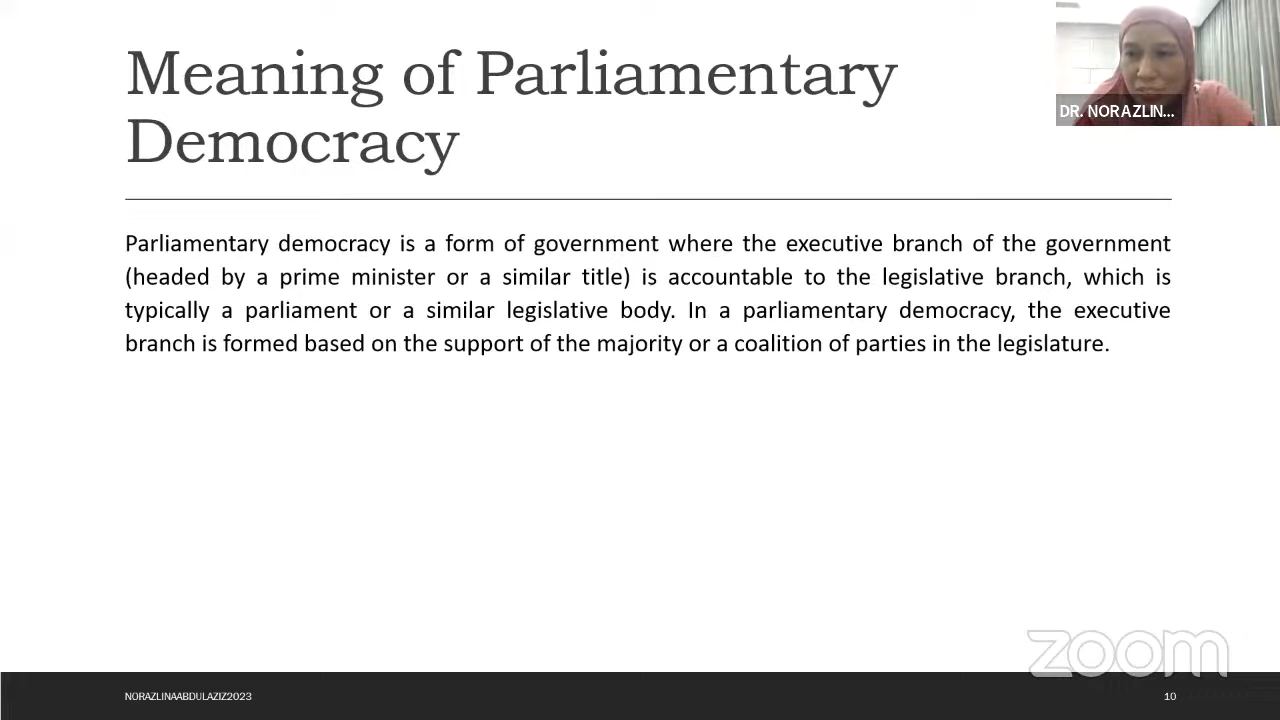 Meaning of Parliamentary
Democracy
DR. NORAZLIN...
Parliamentary democracy is a form of government where the executive branch of the government
(headed by a prime minister or a similar title) is accountable to the legislative branch, which is
typically a parliament or a similar legislative body. In a parliamentary democracy, the executive
branch is formed based on the support of the majority or a coalition of parties in the legislature.
zoom
NORAZLINAABDULAZIZ2023
10